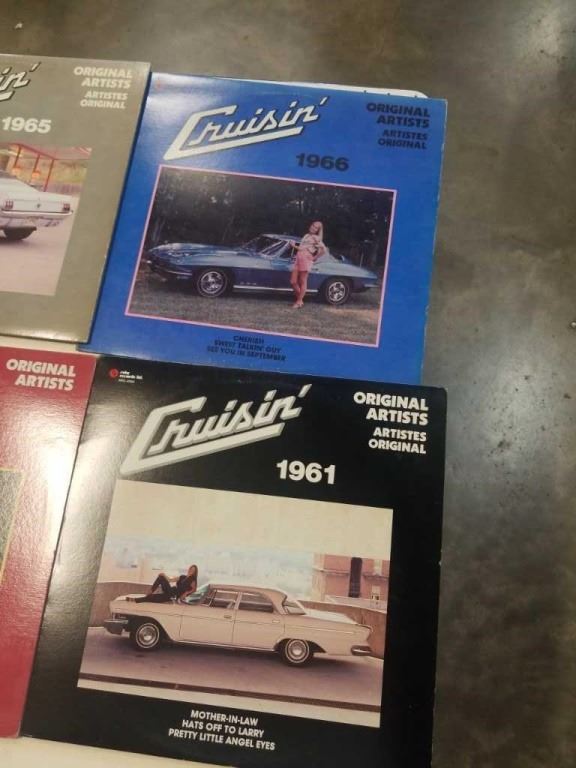 in'
1965
ORIGINAL
ARTISTS
ARTISTES
ORIGINAL
Cruisin'
1966
ORIGINAL
ARTISTS
ARTISTES
ORIGINAL
CHERISH
SWEET TALKIN' GUY
SEE YOU IN SEPTEMBER
ORIGINAL
ARTISTS
Cruisin'
1961
ORIGINAL
ARTISTS
ARTISTES
ORIGINAL
MOTHER-IN-LAW
HATS OFF TO LARRY
PRETTY LITTLE ANGEL EYES